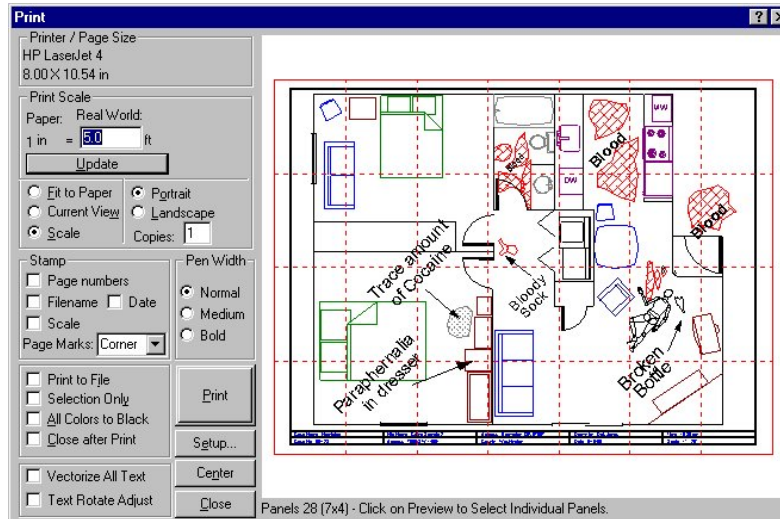 Print
Printer / Page Size
HP LaserJet 4
8.00 X 10.54 in
Print Scale
Paper: Real World:
1 in = 5.0 ft
Update
Fit to Paper
Current View
Scale
Portrait
Landscape
Copies: 1
Stamp
Page numbers
Filename Date
Scale
Page Marks: Corner
Pen Width
Normal
Medium
Bold
Print to File
Selection Only
All Colors to Black
Close after Print
Print
Setup...
Vectorize All Text
Text Rotate Adjust
Center
Close
MW
Blood
DW
Blood
Trace amount
of Cocaine
Bloody
Sock
Paraphernalia
in dresser
Broken
Bottle
Panels 28 (7x4) - Click on Preview to Select Individual Panels.